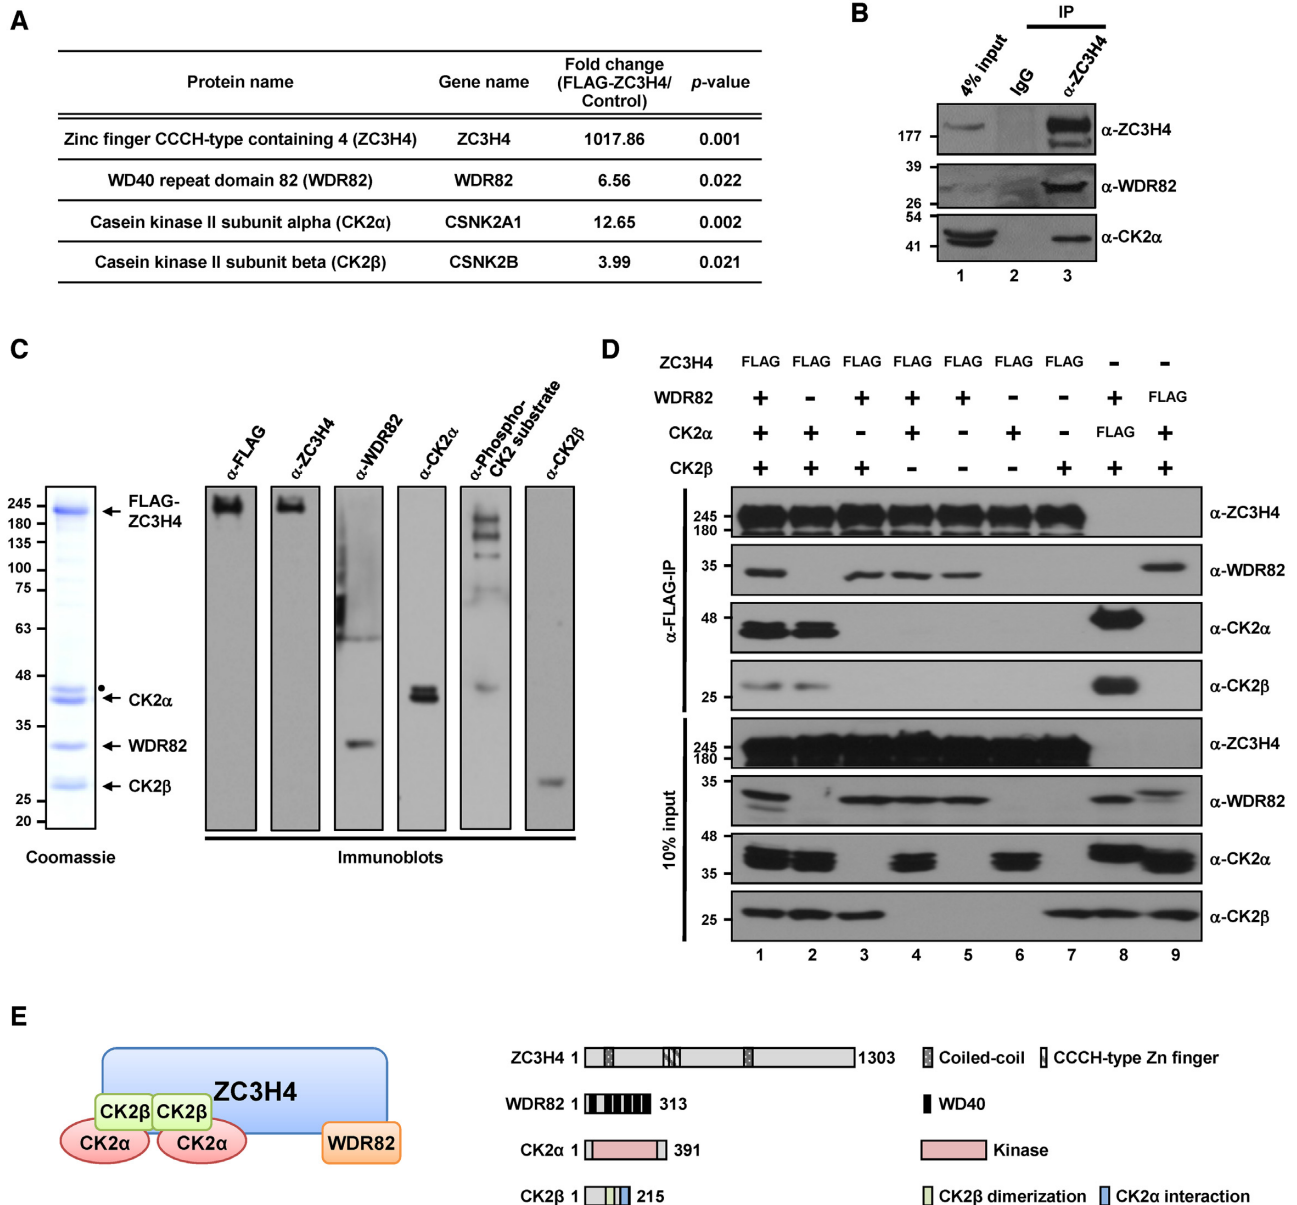 A
Protein name Gene name Fold change (FLAG-ZC3H4/ Control) p-value
Zinc finger CCCH-type containing 4 (ZC3H4) ZC3H4 1017.86 0.001
WD40 repeat domain 82 (WDR82) WDR82 6.56 0.022
Casein kinase II subunit alpha (CK2α) CSNK2A1 12.65 0.002
Casein kinase II subunit beta (CK2β) CSNK2B 3.99 0.021
B
IP
4% input IgG α-ZC3H4
177 α-ZC3H4
39
26 α-WDR82
54
41 α-CK2α
1 2 3
C
α-FLAG α-ZC3H4 α-WDR82 α-CK2α α-Phospho-CK2 substrate α-CK2β
245
180
135
100
75
63
48
35
25
20
FLAG-
ZC3H4
CK2α
WDR82
CK2β
Coomassie Immunoblots
D
ZC3H4 FLAG FLAG FLAG FLAG FLAG FLAG FLAG - -
WDR82 + - + + + - - + FLAG
CK2α + + - + - + - FLAG +
CK2β + + + - - - + + +
α-FLAG-IP
245
180 α-ZC3H4
35 α-WDR82
48 α-CK2α
25 α-CK2β
10% input
245
180 α-ZC3H4
35 α-WDR82
48
35 α-CK2α
25 α-CK2β
1 2 3 4 5 6 7 8 9
E
ZC3H4
CK2β CK2β
CK2α CK2α WDR82
ZC3H4 1 1303
WDR82 1 313
CK2α 1 391
CK2β 1 215
Coiled-coil CCCH-type Zn finger
WD40
Kinase
CK2β dimerization CK2α interaction